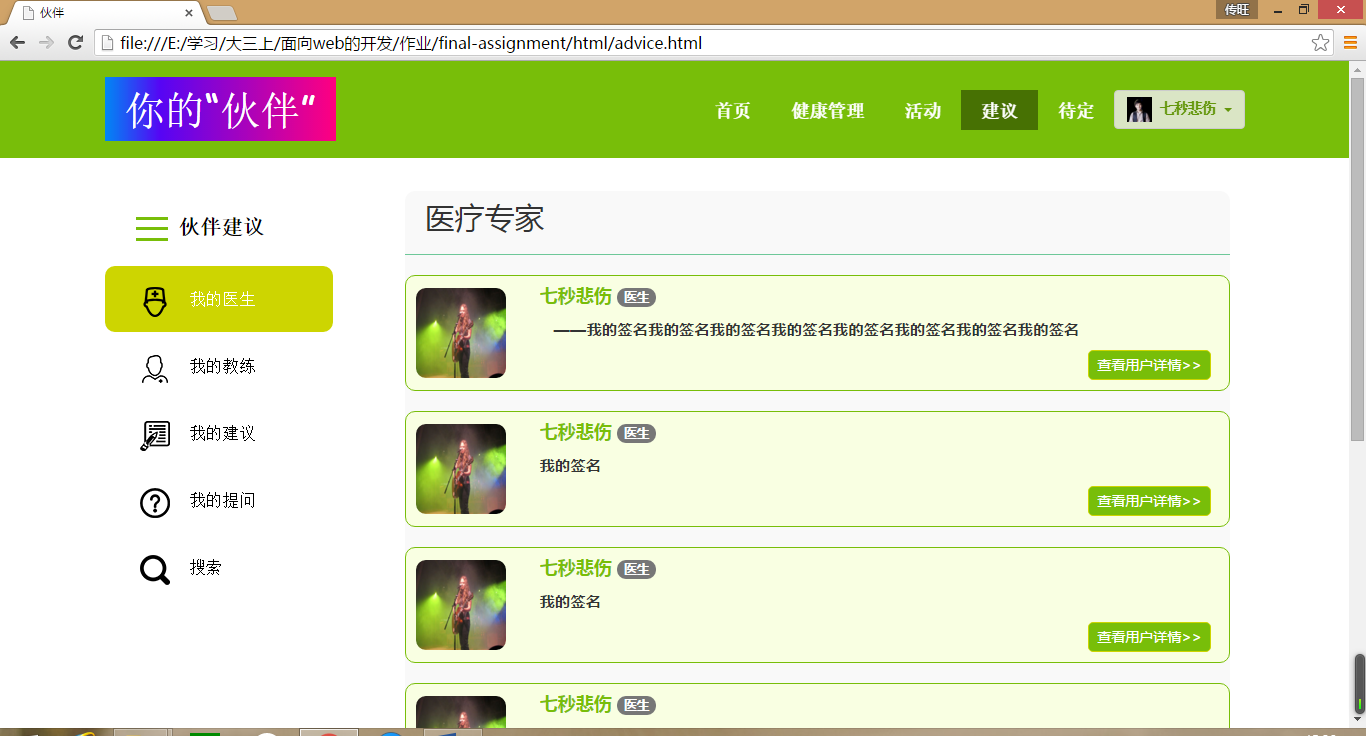 伙伴
传旺
file:///E:/学习/大三上/面向web的开发/作业/final-assignment/html/advice.html
你的“伙伴”
首页 健康管理 活动 建议 待定 七秒悲伤
伙伴建议
我的医生
我的教练
我的建议
我的提问
搜索
医疗专家
七秒悲伤 医生
——我的签名我的签名我的签名我的签名我的签名我的签名我的签名我的签名
查看用户详情>>
七秒悲伤 医生
我的签名
查看用户详情>>
七秒悲伤 医生
我的签名
查看用户详情>>
七秒悲伤 医生